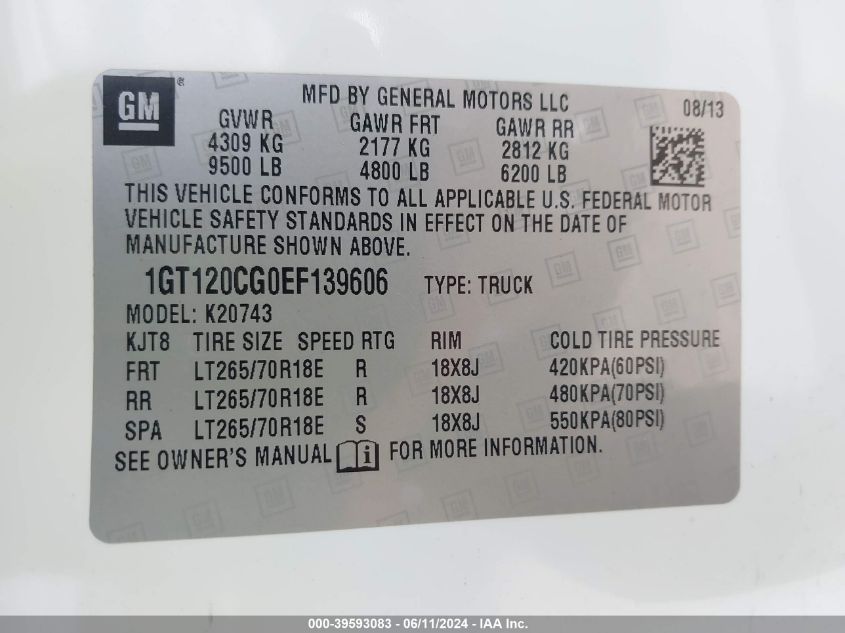 GM®
MFD BY GENERAL MOTORS LLC
08/13
GVWR GAWR FRT GAWR RR
4309 KG 2177 KG 2812 KG
9500 LB 4800 LB 6200 LB
THIS VEHICLE CONFORMS TO ALL APPLICABLE U.S. FEDERAL MOTOR
VEHICLE SAFETY STANDARDS IN EFFECT ON THE DATE OF
MANUFACTURE SHOWN ABOVE.
1GT120CG0EF139606 TYPE: TRUCK
MODEL: K20743
KJT8 TIRE SIZE SPEED RTG RIM COLD TIRE PRESSURE
FRT LT265/70R18E R 18X8J 420KPA(60PSI)
RR LT265/70R18E R 18X8J 480KPA(70PSI)
SPA LT265/70R18E S 18X8J 550KPA(80PSI)
SEE OWNER'S MANUAL i FOR MORE INFORMATION.
000-39593083 - 06/11/2024 - IAA Inc.